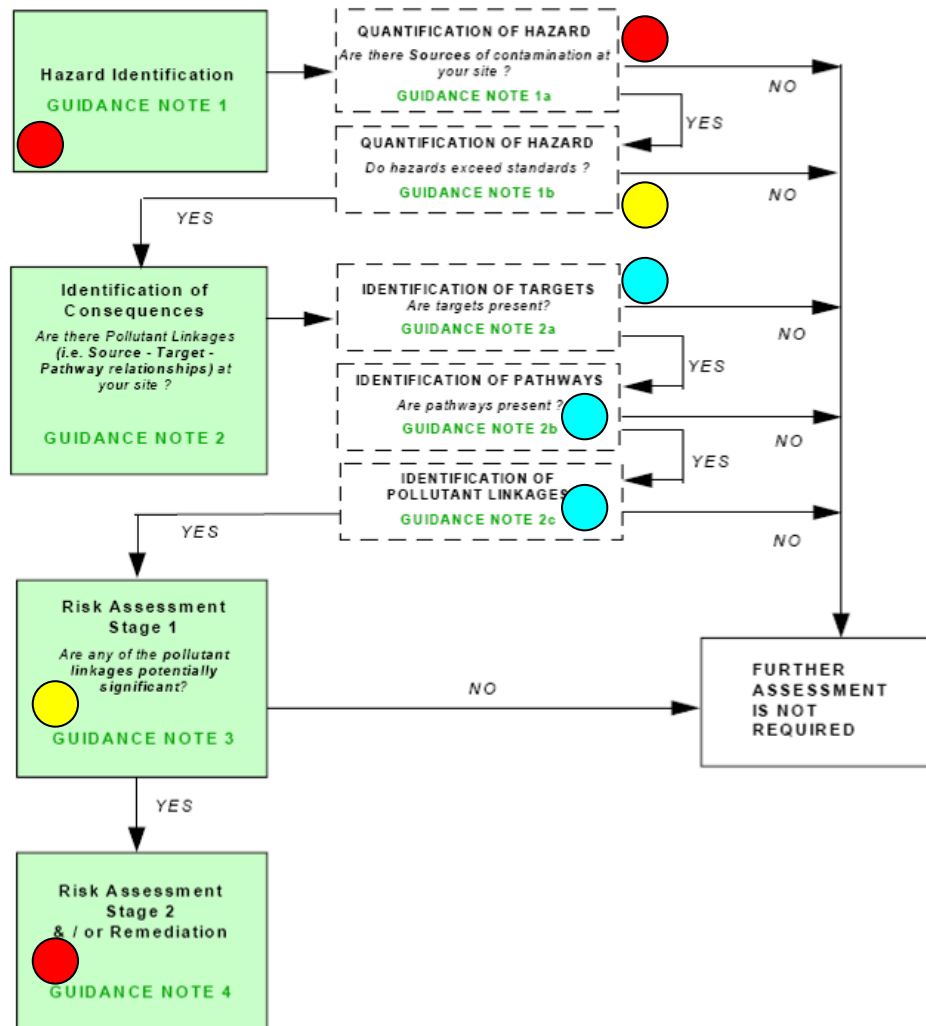 Hazard Identification
GUIDANCE NOTE 1
QUANTIFICATION OF HAZARD
Are there Sources of contamination at
your site ?
GUIDANCE NOTE 1a
NO
YES
QUANTIFICATION OF HAZARD
Do hazards exceed standards ?
GUIDANCE NOTE 1b
NO
YES
Identification of
Consequences
Are there Pollutant Linkages
(i.e. Source - Target -
Pathway relationships) at
your site ?
GUIDANCE NOTE 2
IDENTIFICATION OF TARGETS
Are targets present?
GUIDANCE NOTE 2a
NO
YES
IDENTIFICATION OF PATHWAYS
Are pathways present ?
GUIDANCE NOTE 2b
NO
YES
IDENTIFICATION OF
POLLUTANT LINKAGES
GUIDANCE NOTE 2c
NO
YES
Risk Assessment
Stage 1
Are any of the pollutant
linkages potentially
significant?
GUIDANCE NOTE 3
NO
FURTHER
ASSESSMENT
IS NOT
REQUIRED
YES
Risk Assessment
Stage 2
& / or Remediation
GUIDANCE NOTE 4